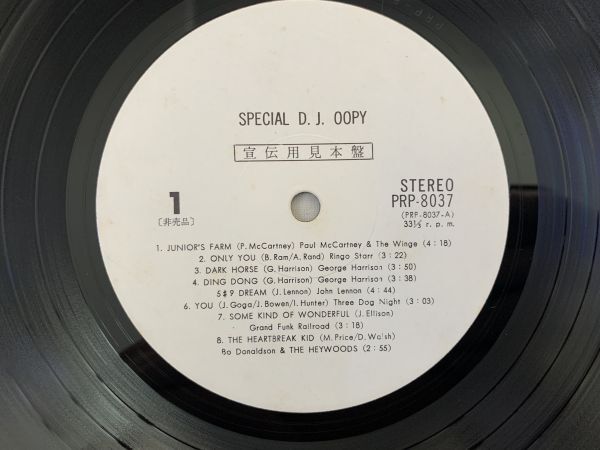 SPECIAL D. J. OOPY
宣伝用見本盤
1
〔非売品〕
STEREO
PRP-8037
(PRP-8037-A)
33⅓ r. p. m.
1. JUNIOR'S FARM (P. McCartney) Paul McCartney & The Winge (4 : 18)
2. ONLY YOU (B. Ram/A. Rand) Ringo Starr (3 : 22)
3. DARK HORSE (G. Harrison) George Harrison (3 : 50)
4. DING DONG (G. Harrison) George Harrison (3 : 38)
5 $ 9 DREAM (J. Lennon) John Lennon (4 : 44)
6. YOU (J. Goga/J. Bowen/I. Hunter) Three Dog Night (3 : 03)
7. SOME KIND OF WONDERFUL (J. Ellison)
Grand Funk Railroad (3 : 18)
8. THE HEARTBREAK KID (M. Price/D. Walsh)
Bo Donaldson & THE HEYWOODS (2 : 55)